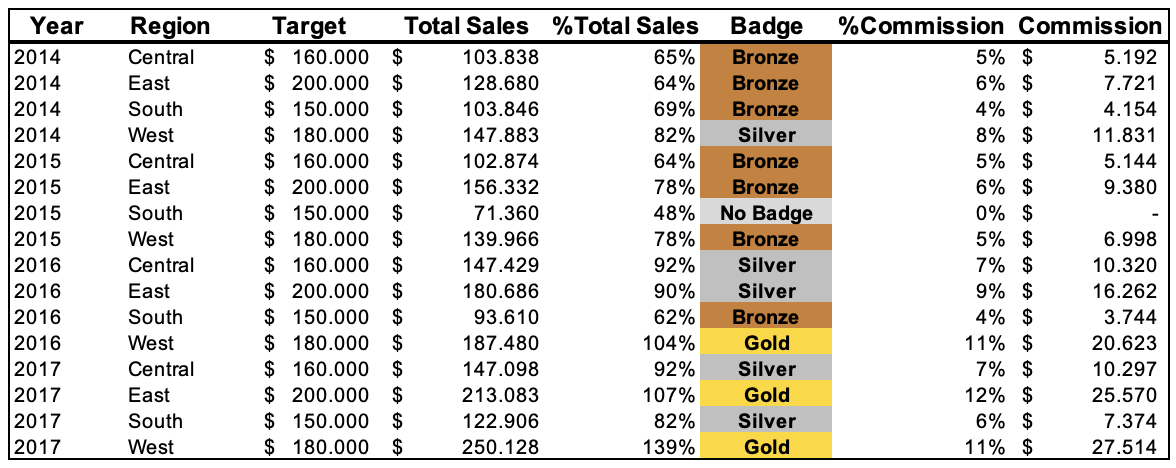 Year Region Target Total Sales %Total Sales Badge %Commission Commission
2014 Central $ 160.000 $ 103.838 65% Bronze 5% $ 5.192
2014 East $ 200.000 $ 128.680 64% Bronze 6% $ 7.721
2014 South $ 150.000 $ 103.846 69% Bronze 4% $ 4.154
2014 West $ 180.000 $ 147.883 82% Silver 8% $ 11.831
2015 Central $ 160.000 $ 102.874 64% Bronze 5% $ 5.144
2015 East $ 200.000 $ 156.332 78% Bronze 6% $ 9.380
2015 South $ 150.000 $ 71.360 48% No Badge 0% $ -
2015 West $ 180.000 $ 139.966 78% Bronze 5% $ 6.998
2016 Central $ 160.000 $ 147.429 92% Silver 7% $ 10.320
2016 East $ 200.000 $ 180.686 90% Silver 9% $ 16.262
2016 South $ 150.000 $ 93.610 62% Bronze 4% $ 3.744
2016 West $ 180.000 $ 187.480 104% Gold 11% $ 20.623
2017 Central $ 160.000 $ 147.098 92% Silver 7% $ 10.297
2017 East $ 200.000 $ 213.083 107% Gold 12% $ 25.570
2017 South $ 150.000 $ 122.906 82% Silver 6% $ 7.374
2017 West $ 180.000 $ 250.128 139% Gold 11% $ 27.514